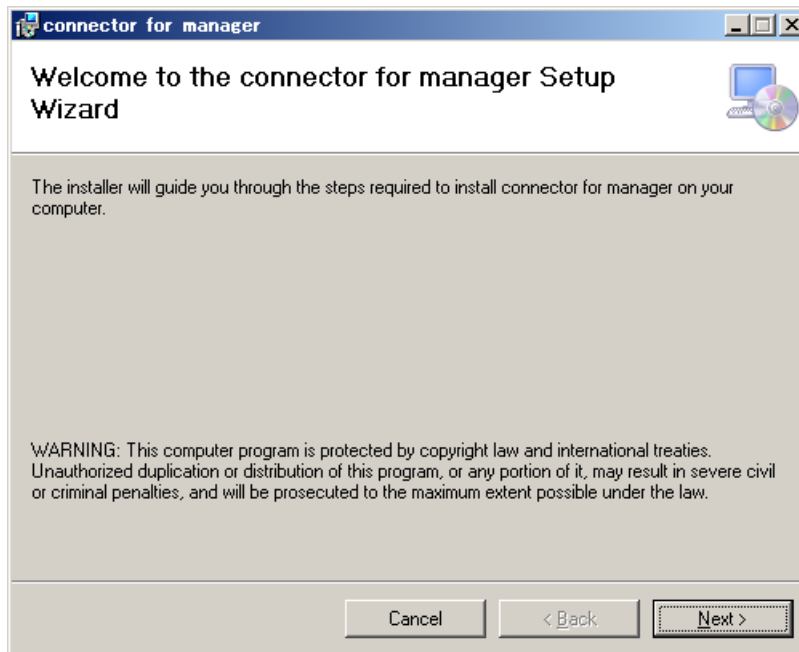 connector for manager
Welcome to the connector for manager Setup
Wizard
The installer will guide you through the steps required to install connector for manager on your
computer.
WARNING: This computer program is protected by copyright law and international treaties.
Unauthorized duplication or distribution of this program, or any portion of it, may result in severe civil
or criminal penalties, and will be prosecuted to the maximum extent possible under the law.
Cancel < Back Next >